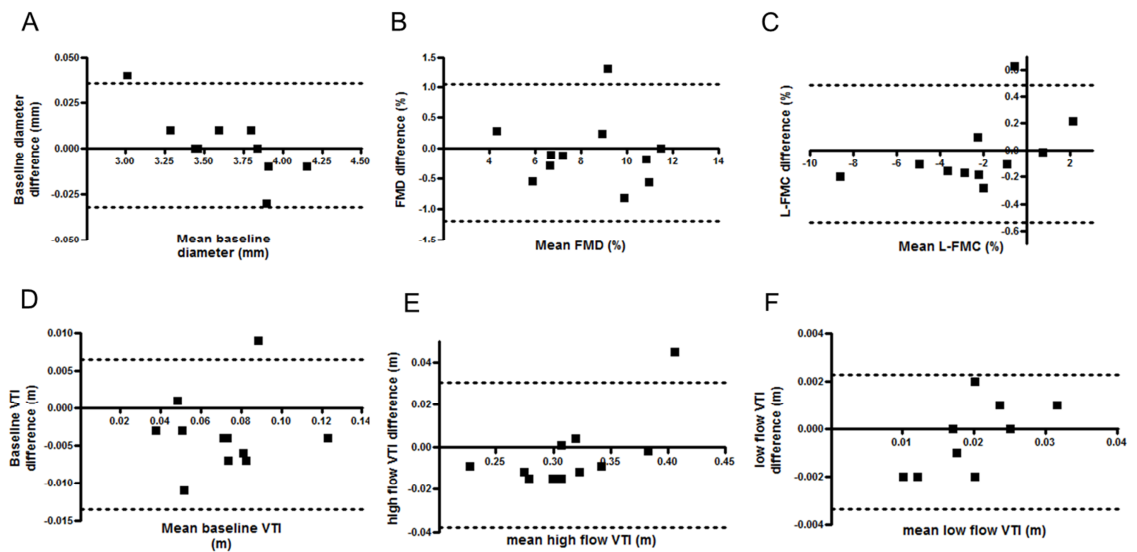 A
B
C
0.050
0.025
0.000
-0.025
-0.050
3.00 3.25 3.50 3.75 4.00 4.25 4.50
Baseline diameter
difference (mm)
Mean baseline
diameter (mm)
1.5
1.0
0.5
0.0
-0.5
-1.0
4 6 8 10 12 14
FMD difference (%)
Mean FMD (%)
0.4
0.2
-0.2
-0.4
-0.6
-10 -8 -6 -4 -2 2
L-FMC difference (%)
Mean L-FMC (%)
D
E
F
0.010
0.005
0.000
-0.005
-0.010
-0.015
0.02 0.04 0.06 0.08 0.10 0.12 0.14
Baseline VTI
difference (m)
Mean baseline VTI
(m)
0.04
0.02
0.00
-0.02
-0.04
0.25 0.30 0.35 0.40 0.45
high flow VTI difference (m)
mean high flow VTI (m)
0.004
0.002
0.000
-0.002
-0.004
0.01 0.02 0.03 0.04
low flow VTI
difference (m)
mean low flow VTI (m)